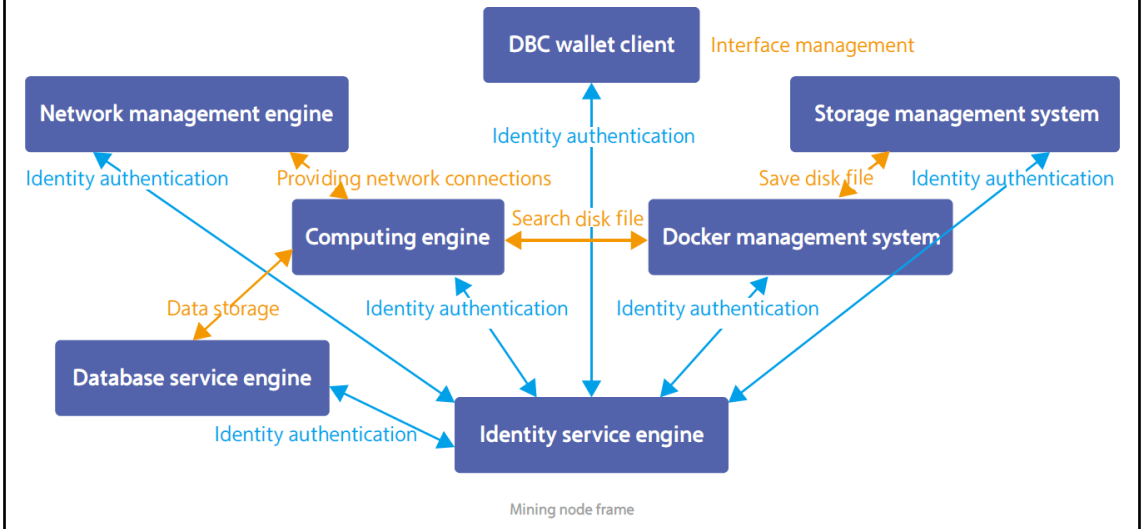 DBC wallet client
Interface management
Network management engine
Storage management system
Identity authentication
Identity authentication
Providing network connections
Save disk file
Identity authentication
Search disk file
Computing engine
Docker management system
Data storage
Identity authentication
Identity authentication
Database service engine
Identity authentication
Identity service engine
Mining node frame